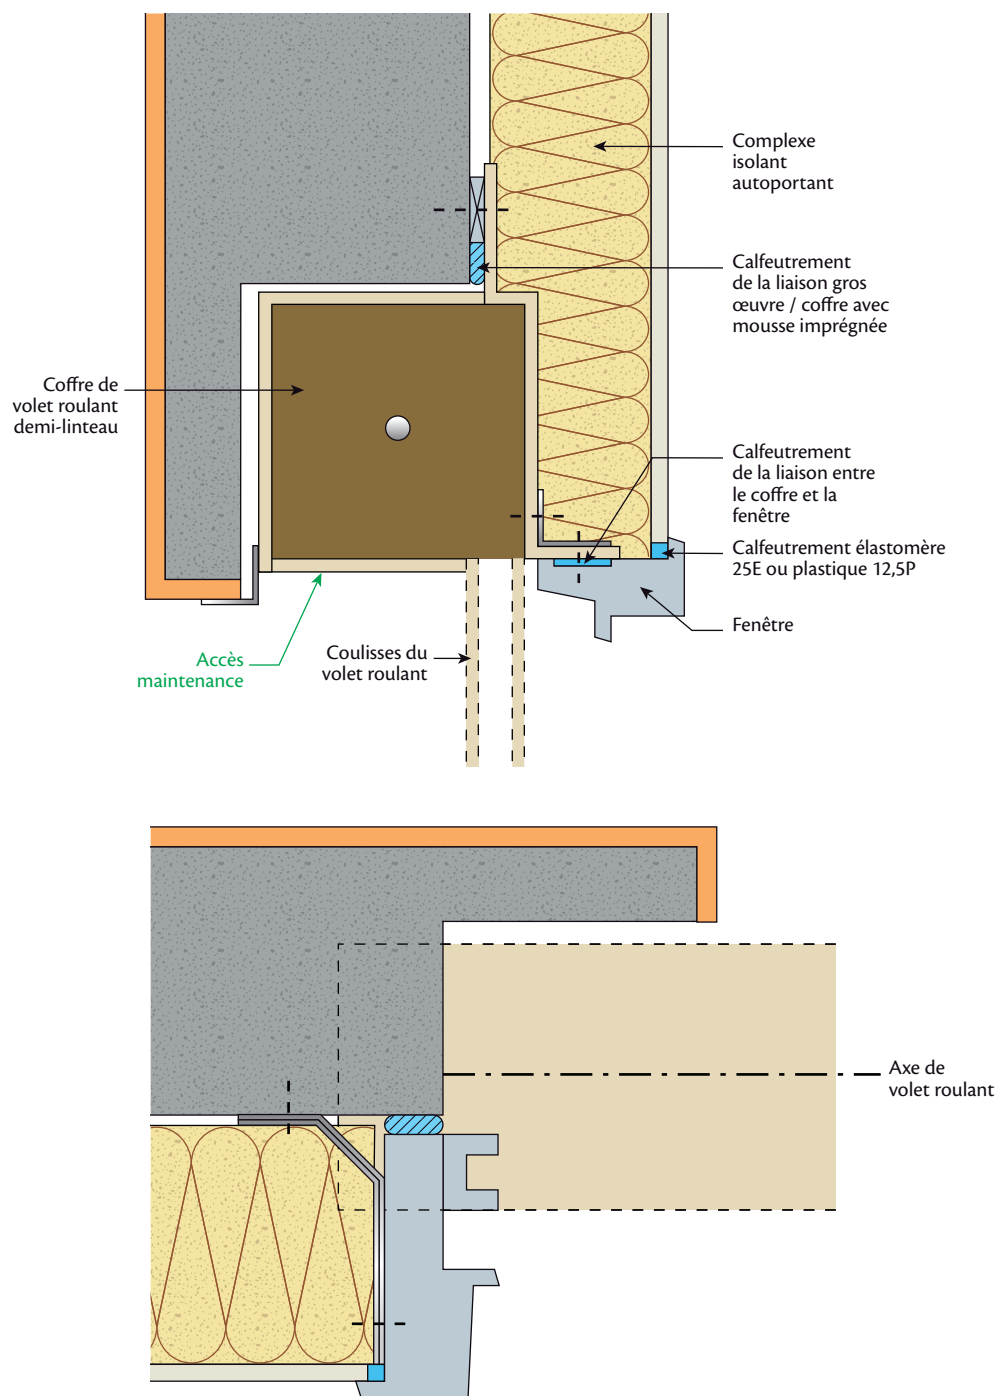 Complexe
isolant
autoportant
Calfeutrement
de la liaison gros
œuvre / coffre avec
mousse imprégnée
Coffre de
volet roulant
demi-linteau
Calfeutrement
de la liaison entre
le coffre et la
fenêtre
Calfeutrement élastomère
25E ou plastique 12,5P
Fenêtre
Accès
maintenance
Coulisses du
volet roulant
Axe de
volet roulant